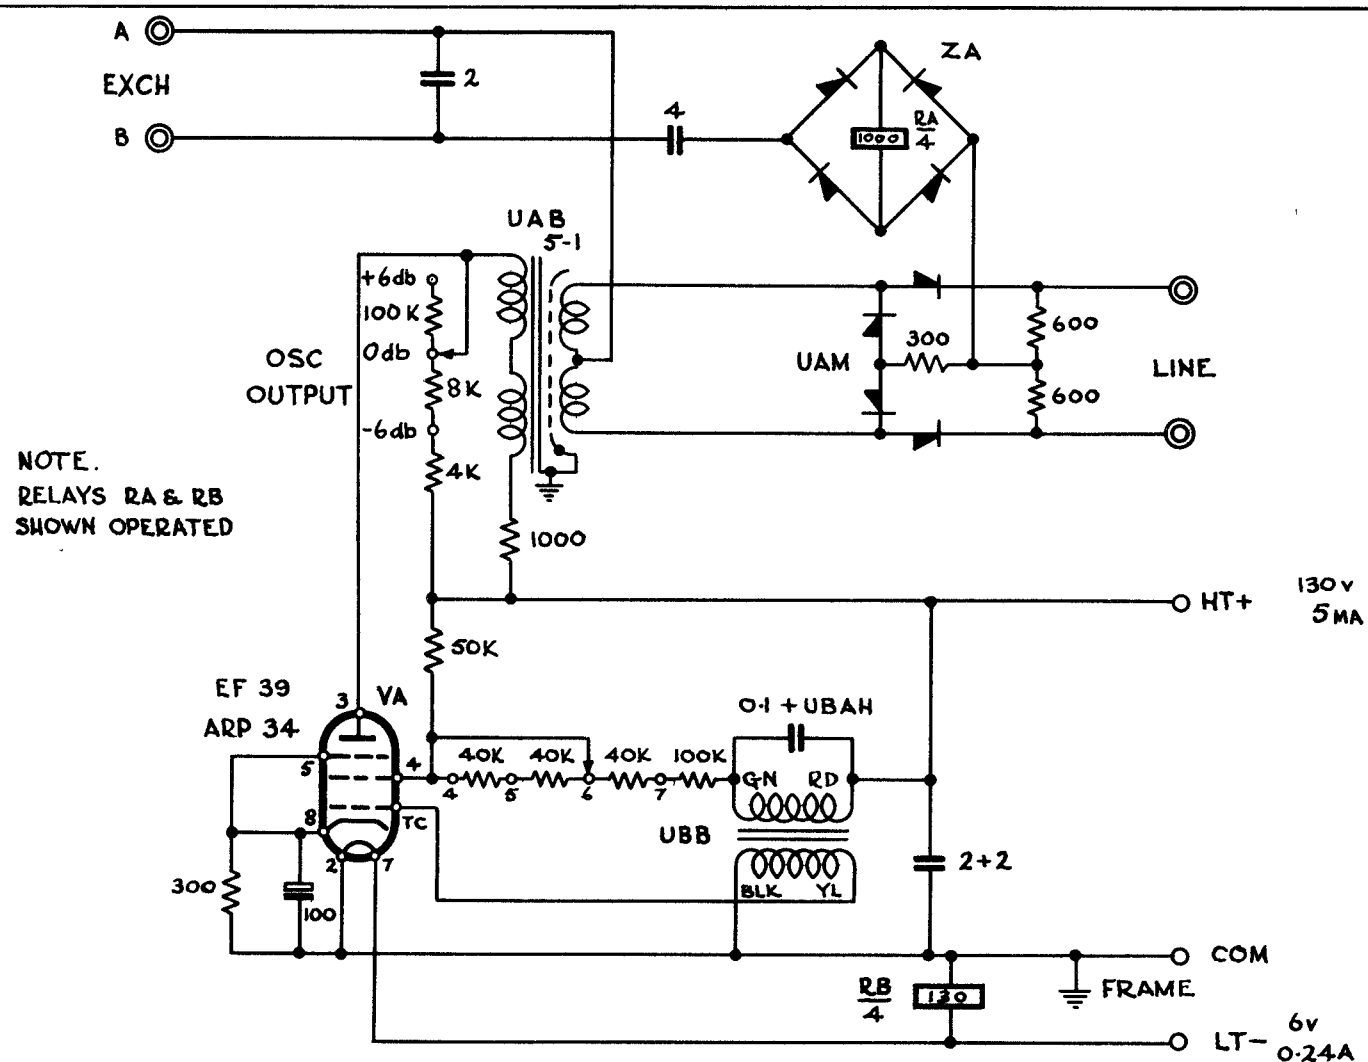 A
EXCH
B
2
4
ZA
1000
RA
4
UAB
5-1
+6db
100K
0db
8K
-6db
4K
OSC
OUTPUT
1000
UAM
300
600
600
LINE
NOTE.
RELAYS RA & RB
SHOWN OPERATED
HT+
130V
5MA
50K
EF 39
ARP 34
VA
3
5
8
4
TC
2
7
40K
40K
40K
100K
4
5
6
7
0.1 + UBAH
GN
RD
UBB
BLK
YL
2+2
300
100
COM
RB
4
130
FRAME
LT-
6V
0.24A